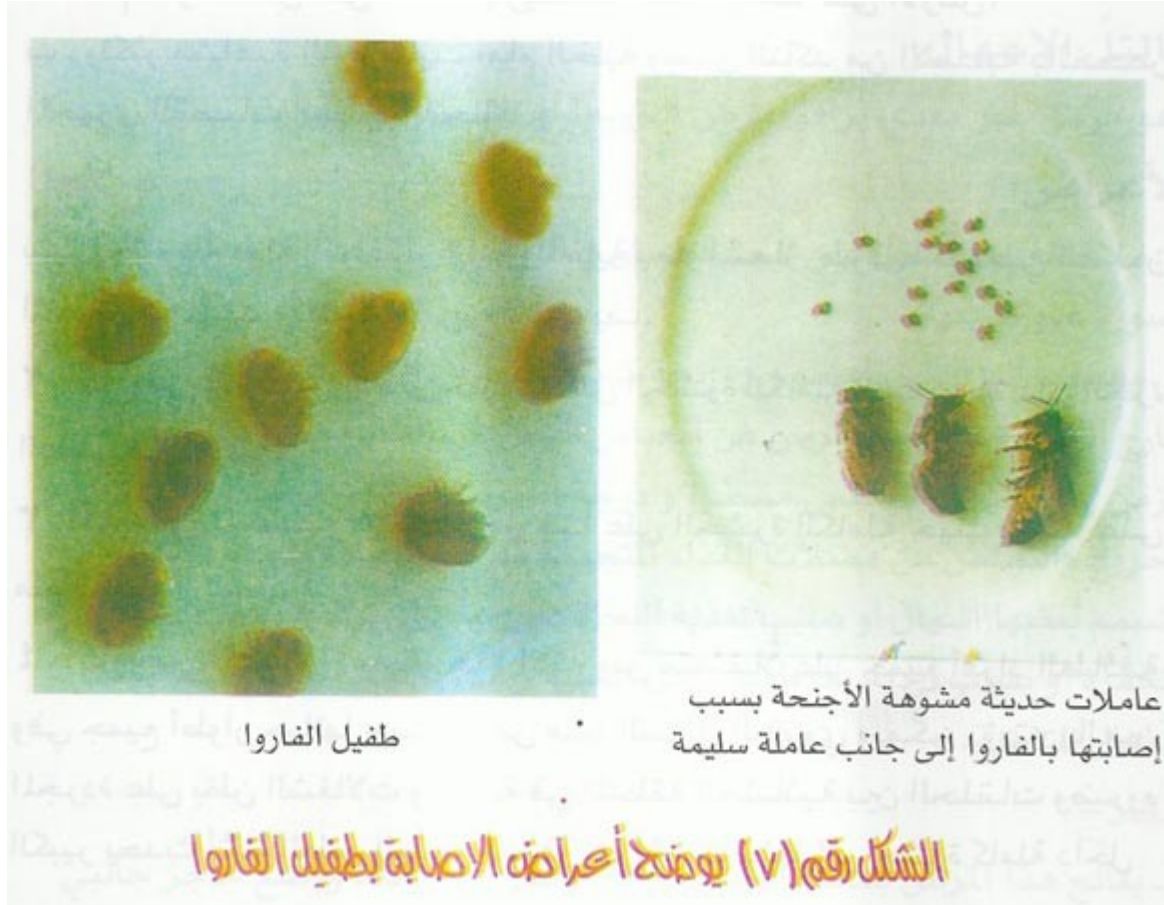 عاملات حديثة مشوهة الأجنحة بسبب
إصابتها بالفاروا إلى جانب عاملة سليمة
طفيل الفاروا
الشكل رقم (٧) يوضح أعراض الاصابة بطفيل الفاروا